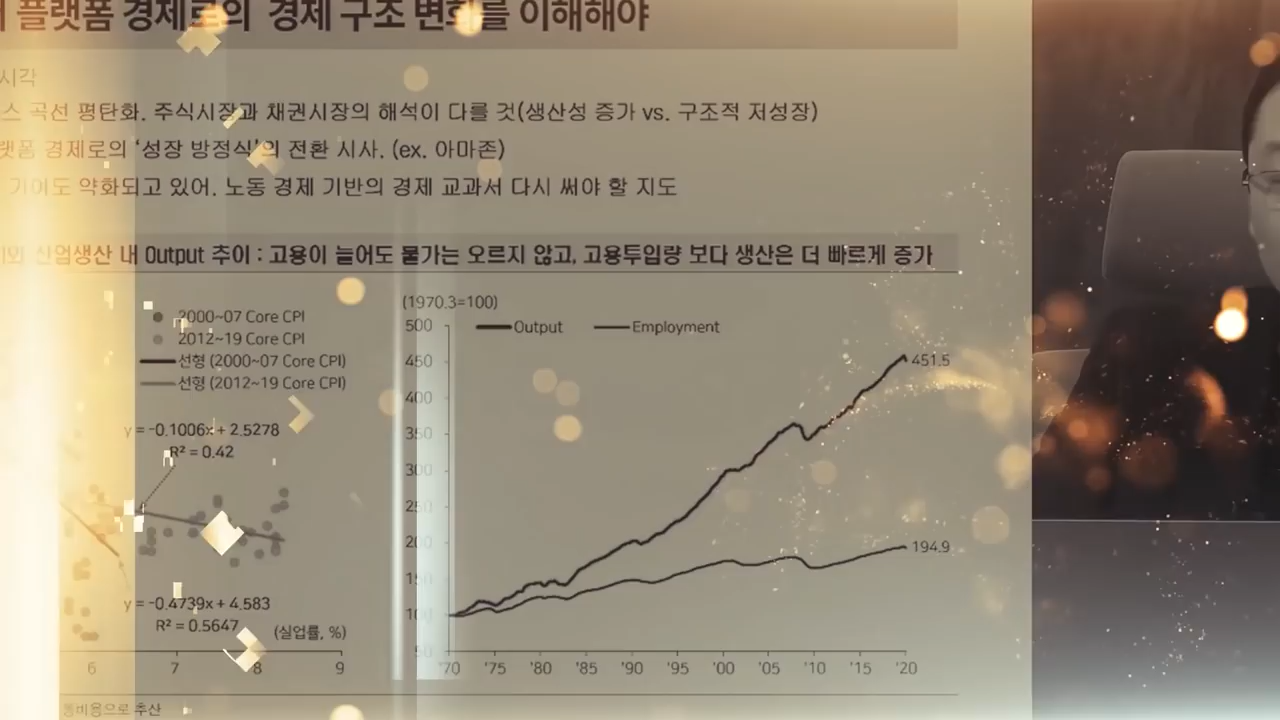 플랫폼 경제로의 경제 구조 변화를 이해해야
시각
곡선 평탄화. 주식시장과 채권시장의 해석이 다를 것(생산성 증가 vs. 구조적 저성장)
경제로의 ‘성장 방정식’의 전환 시사. (ex. 아마존)
기여도 약화되고 있어. 노동 경제 기반의 경제 교과서 다시 써야 할 지도
산업생산 내 Output 추이 : 고용이 늘어도 물가는 오르지 않고, 고용투입량 보다 생산은 더 빠르게 증가
2000~07 Core CPI
2012~19 Core CPI
선형 (2000~07 Core CPI)
선형 (2012~19 Core CPI)
y = -0.1006x + 2.5278
R² = 0.42
y = -0.4739x + 4.583
R² = 0.5647
(실업률, %)
6 7 8 9
(1970.3=100)
Output Employment
500
450
400
350
300
250
200
150
100
50
451.5
194.9
'70 '75 '80 '85 '90 '95 '00 '05 '10 '15 '20
통비용으로 추산